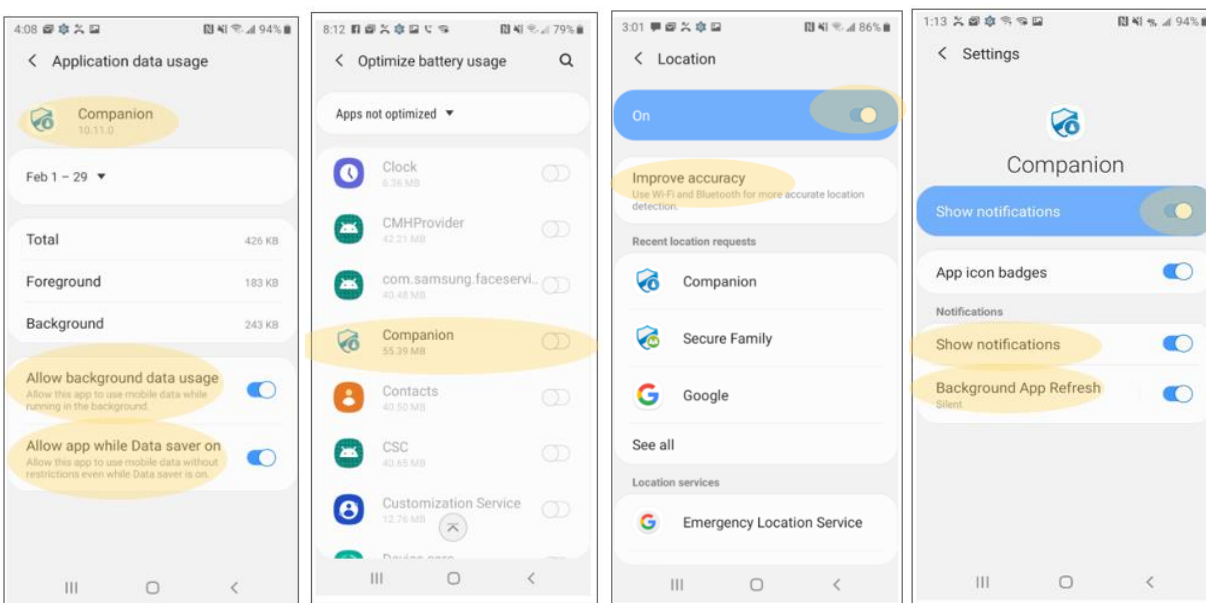 4:08
94%
Application data usage
Companion
10.11.0
Feb 1 – 29
Total
426 KB
Foreground
183 KB
Background
243 KB
Allow background data usage
Allow this app to use mobile data while
running in the background.
Allow app while Data saver on
Allow this app to use mobile data without
restrictions even while Data saver is on.
8:12
79%
Optimize battery usage
Apps not optimized
Clock
6.36 MB
CMHProvider
42.21 MB
com.samsung.faceservi..
40.48 MB
Companion
55.39 MB
Contacts
40.50 MB
CSC
40.65 MB
Customization Service
12.76 MB
Device care
3:01
86%
Location
On
Improve accuracy
Use Wi-Fi and Bluetooth for more accurate location
detection.
Recent location requests
Companion
Secure Family
Google
See all
Location services
Emergency Location Service
1:13
94%
Settings
Companion
Show notifications
App icon badges
Notifications
Show notifications
Background App Refresh
Silent